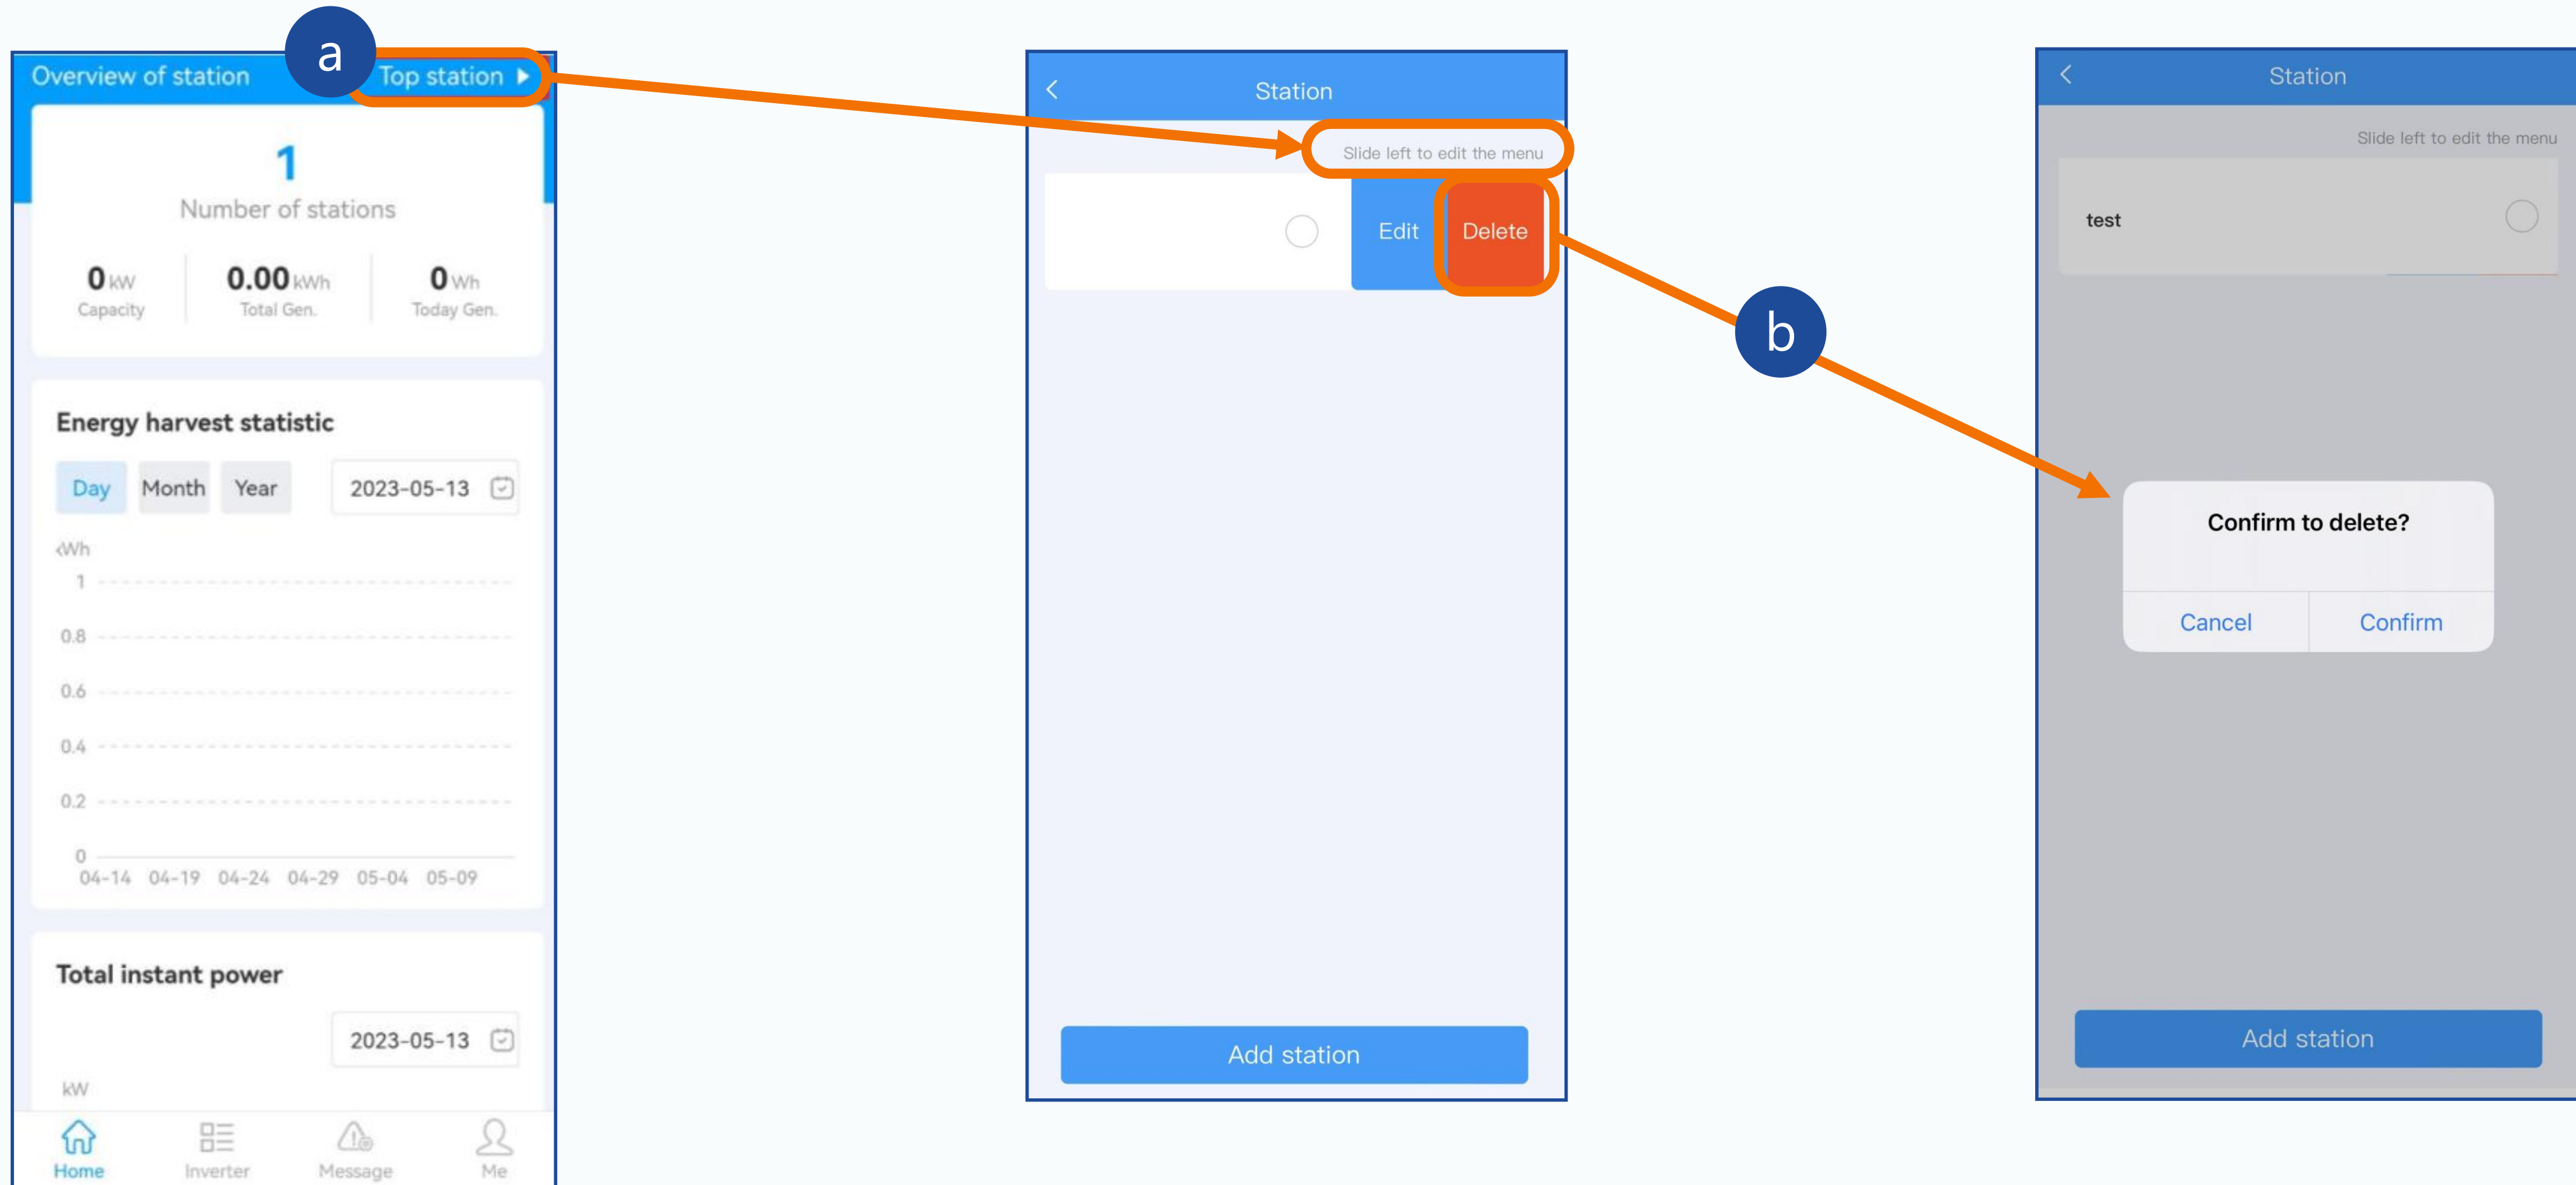 a
Overview of station
Top station
1
Number of stations
0 kW
0.00 kWh
0 Wh
Capacity
Total Gen.
Today Gen.
Energy harvest statistic
Day Month Year 2023-05-13
kWh
1
0.8
0.6
0.4
0.2
0
04-14 04-19 04-24 04-29 05-04 05-09
Total instant power
2023-05-13
kW
Home Inverter Message Me
Station
Slide left to edit the menu
Edit Delete
Add station
b
Station
Slide left to edit the menu
test
Confirm to delete?
Cancel Confirm
Add station